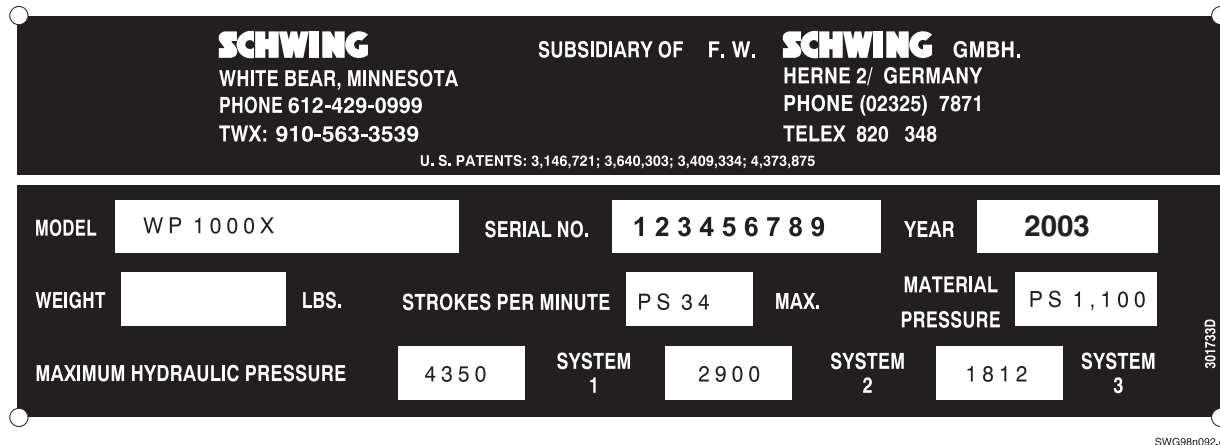 SCHWING SUBSIDIARY OF F. W. SCHWING GMBH.
WHITE BEAR, MINNESOTA HERNE 2/ GERMANY
PHONE 612-429-0999 PHONE (02325) 7871
TWX: 910-563-3539 TELEX 820 348
U. S. PATENTS: 3,146,721; 3,640,303; 3,409,334; 4,373,875
MODEL WP 1000X SERIAL NO. 123456789 YEAR 2003
WEIGHT LBS. STROKES PER MINUTE PS 34 MAX. MATERIAL PRESSURE PS 1,100
MAXIMUM HYDRAULIC PRESSURE 4350 SYSTEM 1 2900 SYSTEM 2 1812 SYSTEM 3
301733D